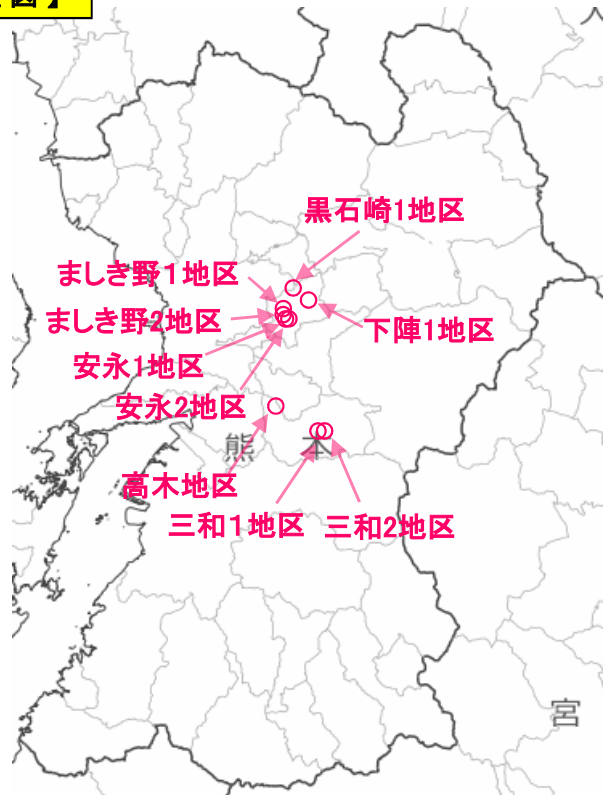 図】
黒石崎1地区
ましき野1地区
ましき野2地区
下陣1地区
安永1地区
安永2地区
熊本
高木地区
三和1地区
三和2地区
宮